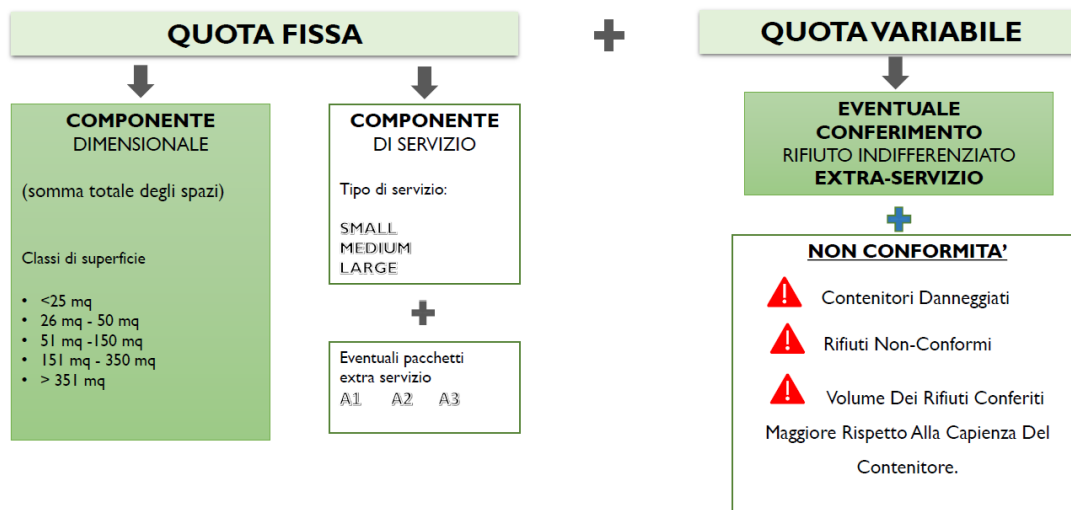 QUOTA FISSA
COMPONENTE
DIMENSIONALE
(somma totale degli spazi)
Classi di superficie
• <25 mq
• 26 mq - 50 mq
• 51 mq -150 mq
• 151 mq - 350 mq
• > 351 mq
COMPONENTE
DI SERVIZIO
Tipo di servizio:
SMALL
MEDIUM
LARGE
Eventuali pacchetti
extra servizio
A1 A2 A3
QUOTA VARIABILE
EVENTUALE
CONFERIMENTO
RIFIUTO INDIFFERENZIATO
EXTRA-SERVIZIO
NON CONFORMITA'
Contenitori Danneggiati
Rifiuti Non-Conformi
Volume Dei Rifiuti Conferiti
Maggiore Rispetto Alla Capienza Del
Contenitore.